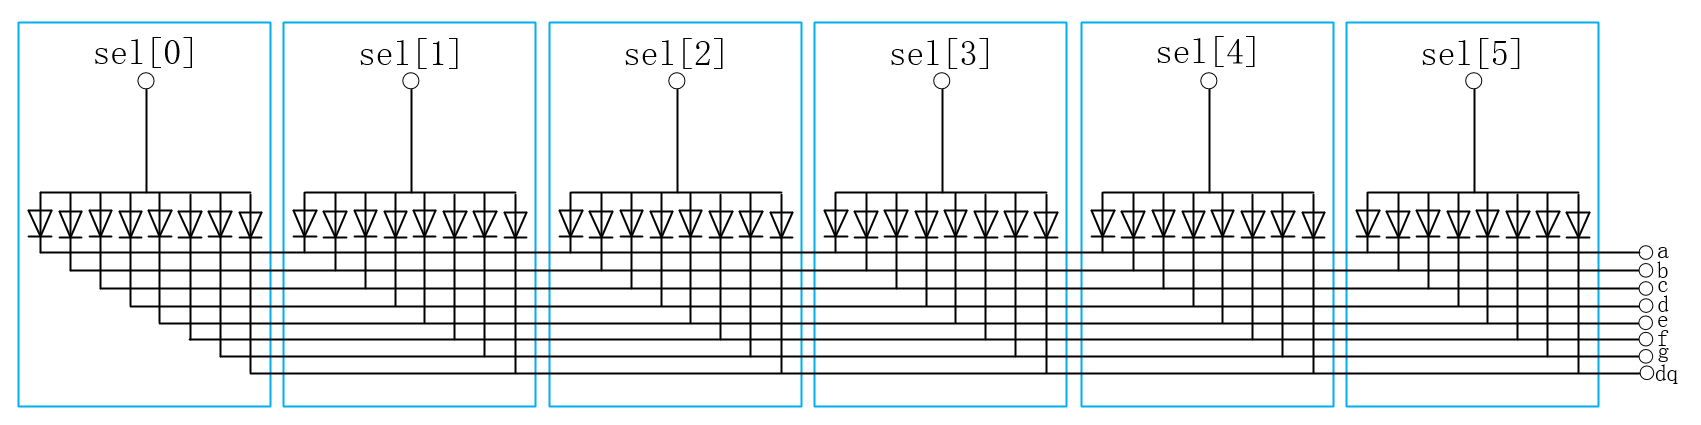 sel[0]
sel[1]
sel[2]
sel[3]
sel[4]
sel[5]
a
b
c
d
e
f
g
dq